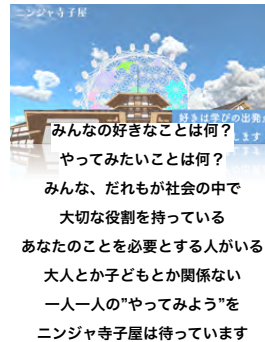 ニンジャ寺子屋
好きは学びの出発点
します
みんなの好きなことは何？
やってみたいことは何？
みんな、だれもが社会の中で
大切な役割を持っている
あなたのことを必要とする人がいる
大人とか子どもとか関係ない
一人一人の”やってみよう”を
ニンジャ寺子屋は待っています